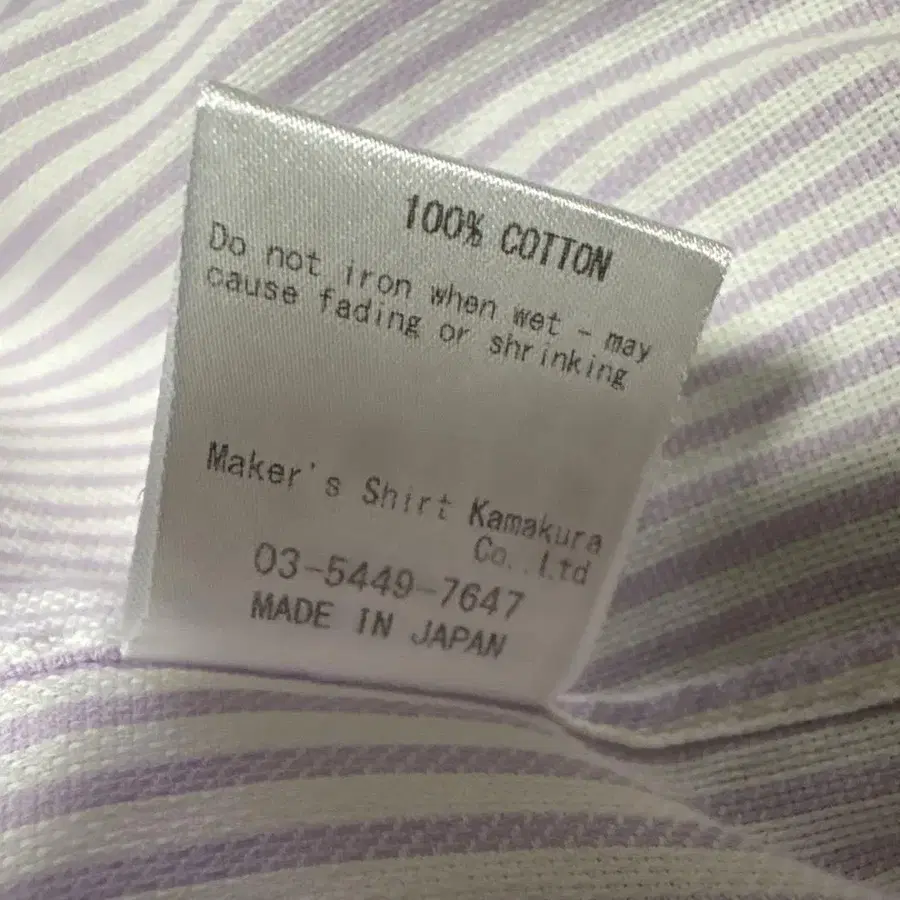 100% COTTON
Do not iron when wet - may
cause fading or shrinking
Maker's Shirt Kamakura
Co.,Ltd
03-5449-7647
MADE IN JAPAN